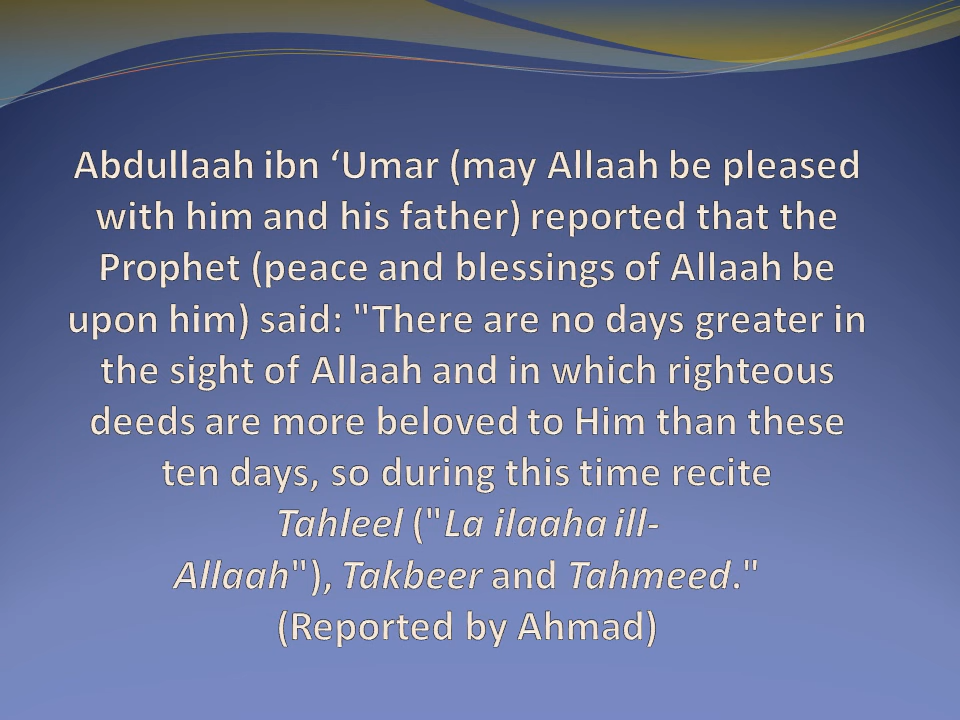 Abdullaah ibn ‘Umar (may Allaah be pleased
with him and his father) reported that the
Prophet (peace and blessings of Allaah be
upon him) said: "There are no days greater in
the sight of Allaah and in which righteous
deeds are more beloved to Him than these
ten days, so during this time recite
Tahleel ("La ilaaha ill-
Allaah"), Takbeer and Tahmeed."
(Reported by Ahmad)